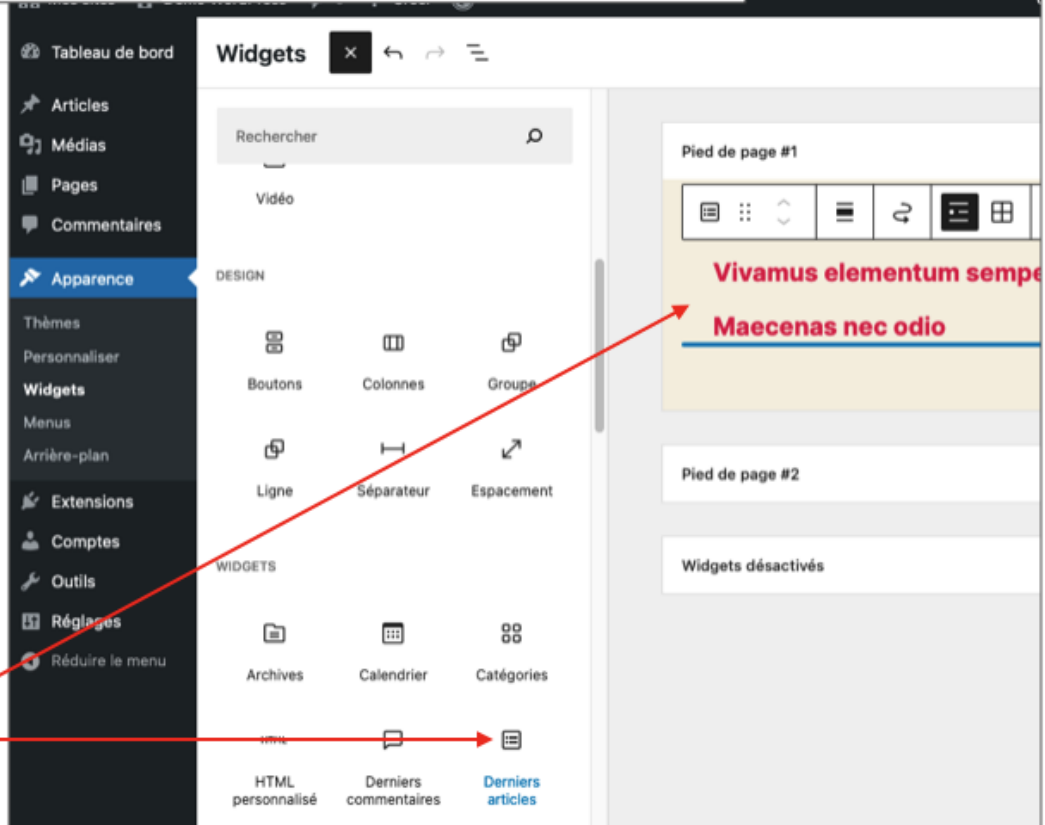 Tableau de bord
Articles
Médias
Pages
Commentaires
Apparence
Thèmes
Personnaliser
Widgets
Menus
Arrière-plan
Extensions
Comptes
Outils
Réglages
Réduire le menu
Widgets
Rechercher
Vidéo
DESIGN
Boutons Colonnes Groupe
Ligne Séparateur Espacement
WIDGETS
Archives Calendrier Catégories
HTML
HTML personnalisé
Derniers commentaires
Derniers articles
Pied de page #1
Vivamus elementum sempe
Maecenas nec odio
Pied de page #2
Widgets désactivés